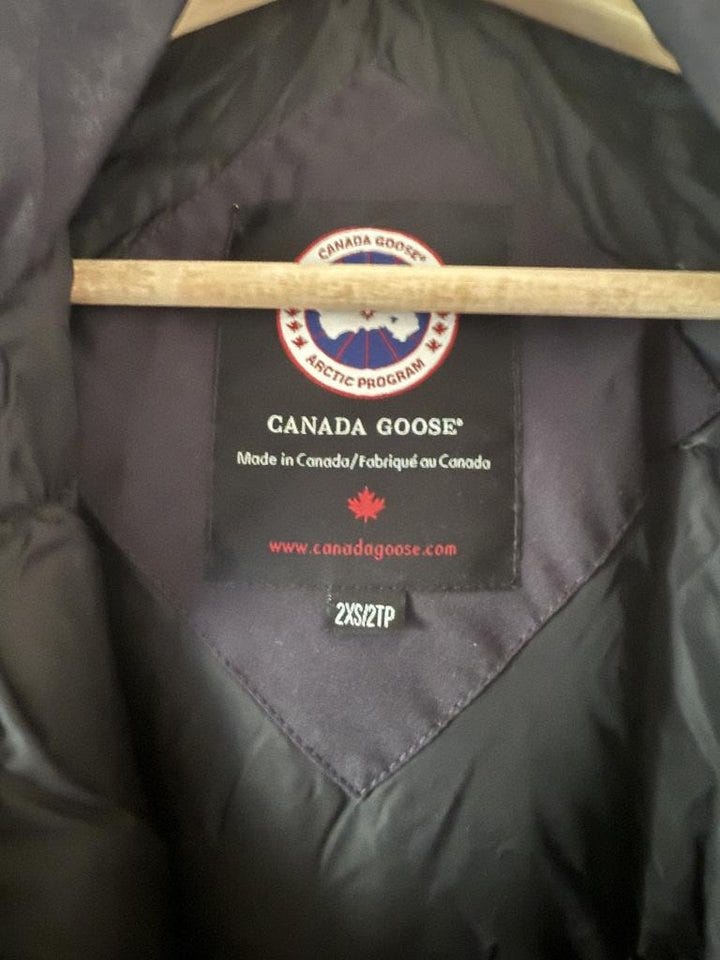 CANADA GOOSE®
ARCTIC PROGRAM
CANADA GOOSE®
Made in Canada/Fabriqué au Canada
www.canadagoose.com
2XS/2TP